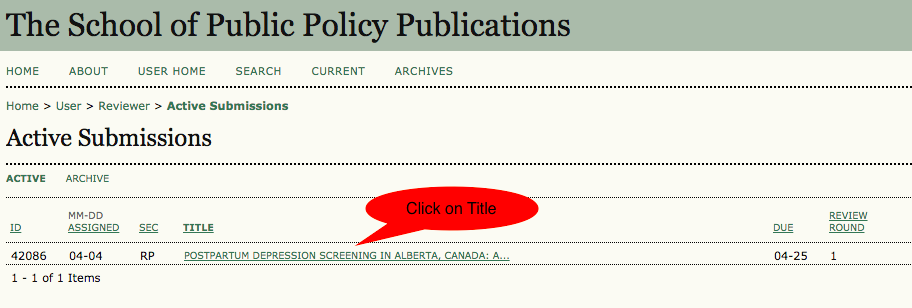 The School of Public Policy Publications
HOME ABOUT USER HOME SEARCH CURRENT ARCHIVES
Home > User > Reviewer > Active Submissions
Active Submissions
ACTIVE ARCHIVE
Click on Title
MM-DD REVIEW
ID ASSIGNED SEC TITLE DUE ROUND
42086 04-04 RP POSTPARTUM DEPRESSION SCREENING IN ALBERTA, CANADA: A... 04-25 1
1 - 1 of 1 Items